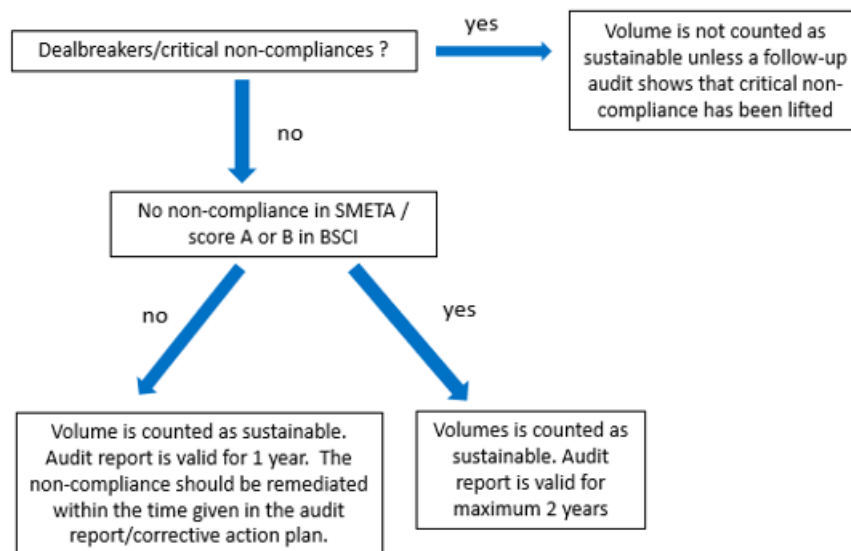 Dealbreakers/critical non-compliances ?
yes
Volume is not counted as
sustainable unless a follow-up
audit shows that critical non-
compliance has been lifted
no
No non-compliance in SMETA /
score A or B in BSCI
no
yes
Volume is counted as sustainable.
Audit report is valid for 1 year.  The
non-compliance should be remediated
within the time given in the audit
report/corrective action plan.
Volumes is counted as
sustainable. Audit
report is valid for
maximum 2 years